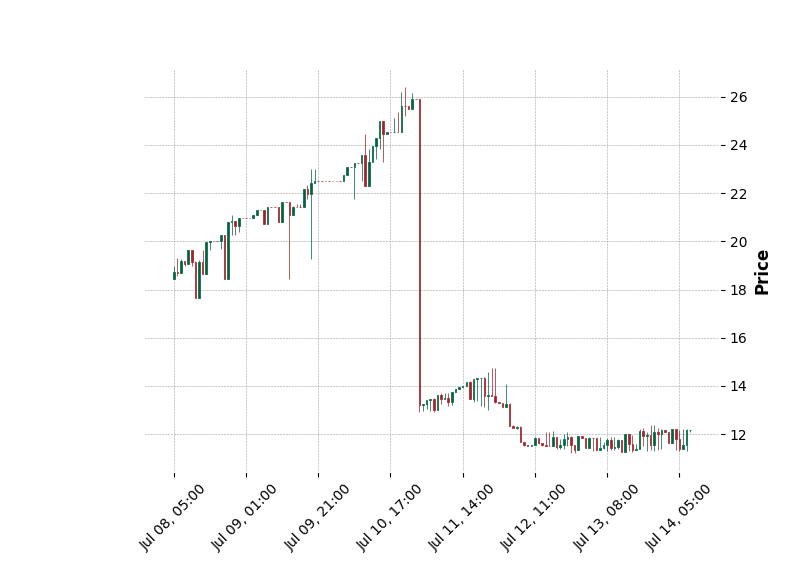 26
24
22
20
18
16
14
12
Price
Jul 08, 05:00
Jul 09, 01:00
Jul 09, 21:00
Jul 10, 17:00
Jul 11, 14:00
Jul 12, 11:00
Jul 13, 08:00
Jul 14, 05:00